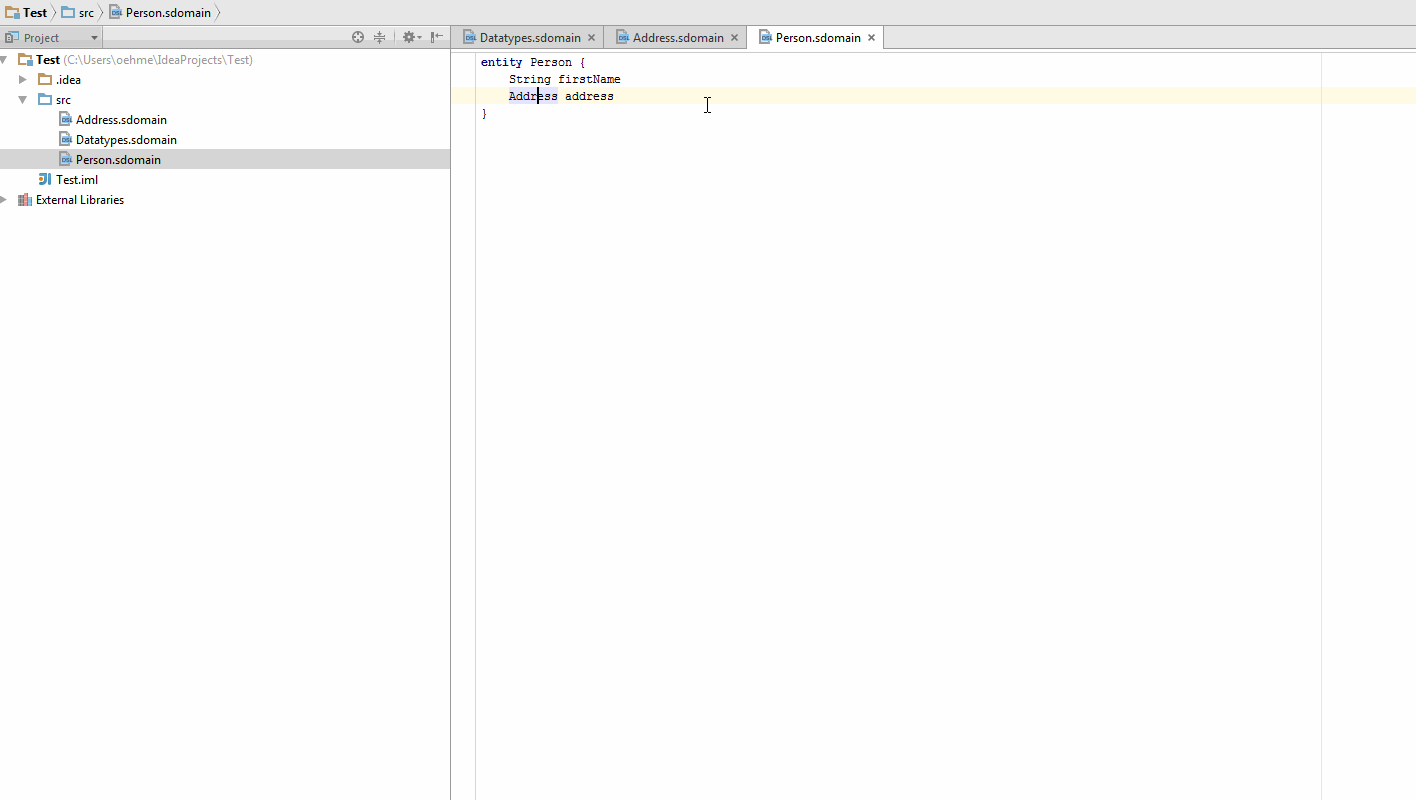 Test src Person.sdomain
Project
Datatypes.sdomain Address.sdomain Person.sdomain
Test (C:\Users\oehme\IdeaProjects\Test)
.idea
src
Address.sdomain
Datatypes.sdomain
Person.sdomain
Test.iml
External Libraries
entity Person {
String firstName
Address address
}